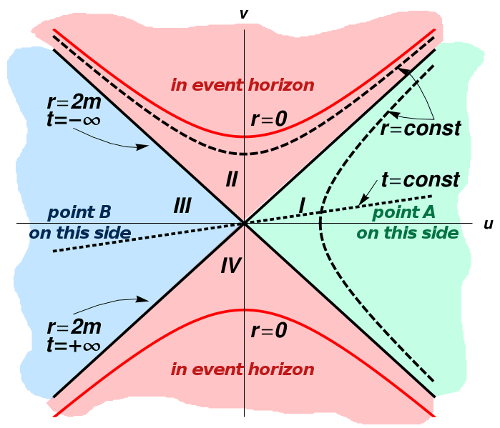 v
in event horizon
r=2m
t=−∞
r=0
r=const
II
t=const
III
I
point B
on this side
point A
on this side
u
IV
r=2m
t=+∞
r=0
in event horizon